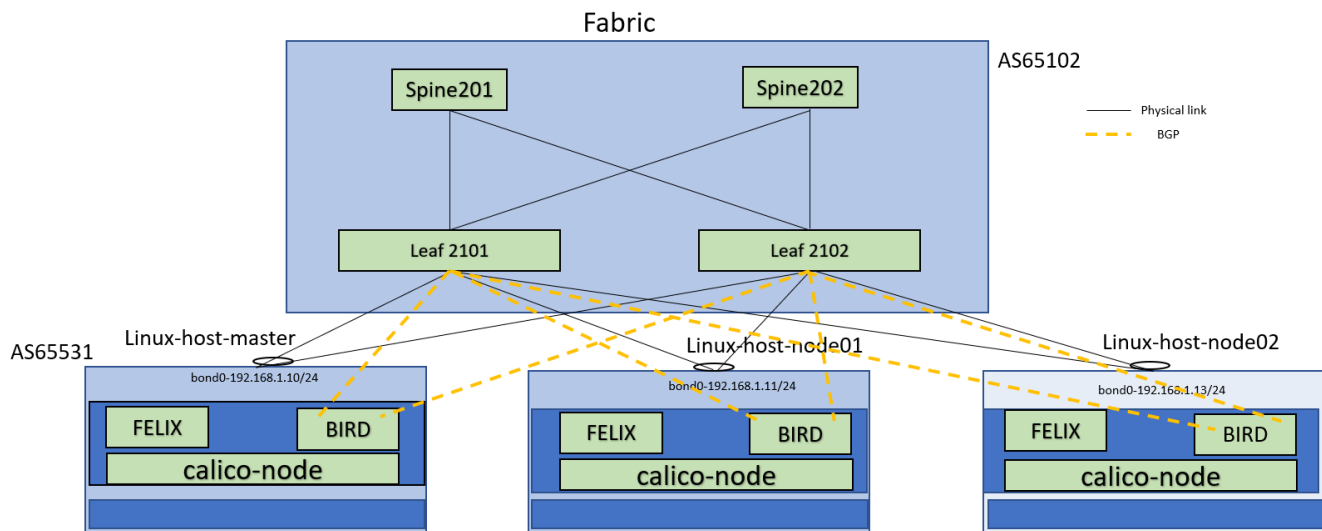 Fabric
AS65102
Spine201
Spine202
Physical link
BGP
Leaf 2101
Leaf 2102
Linux-host-master
Linux-host-node01
Linux-host-node02
AS65531
bond0-192.168.1.10/24
bond0-192.168.1.11/24
bond0-192.168.1.13/24
FELIX
BIRD
FELIX
BIRD
FELIX
BIRD
calico-node
calico-node
calico-node